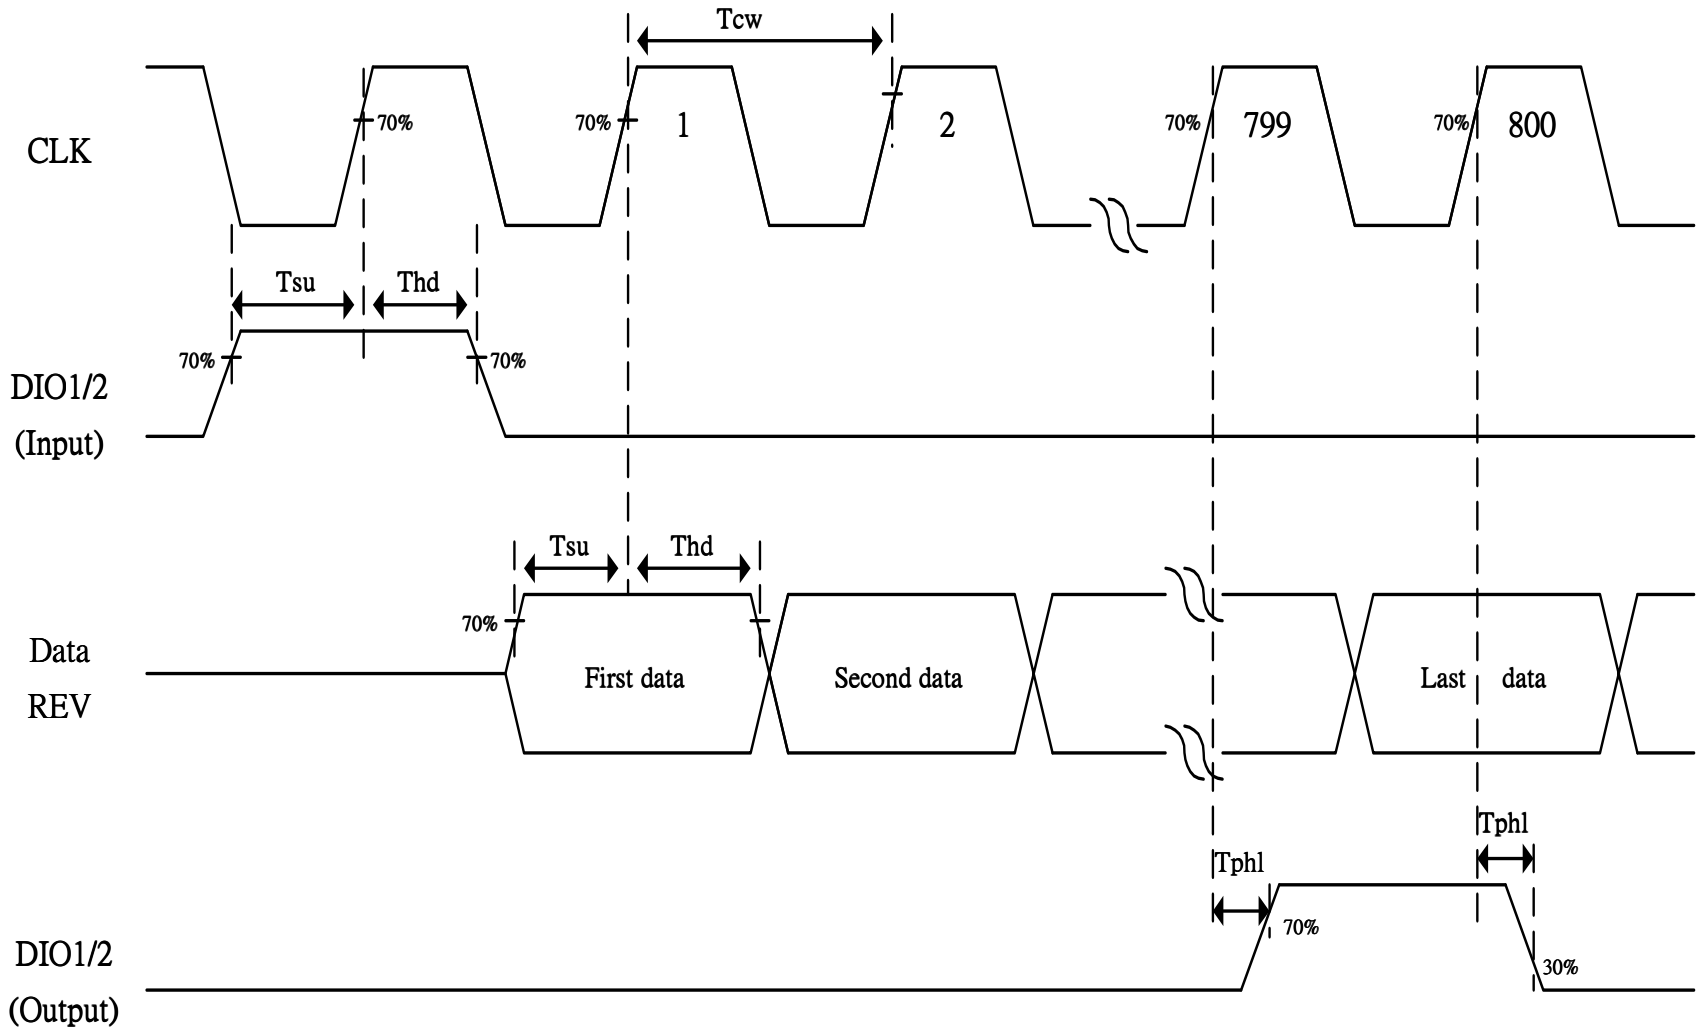 Tcw
CLK
70%
70%
1
2
70%
799
70%
800
Tsu
Thd
70%
70%
DIO1/2
(Input)
Tsu
Thd
70%
Data
REV
First data
Second data
Last data
Tphl
Tphl
70%
DIO1/2
(Output)
30%